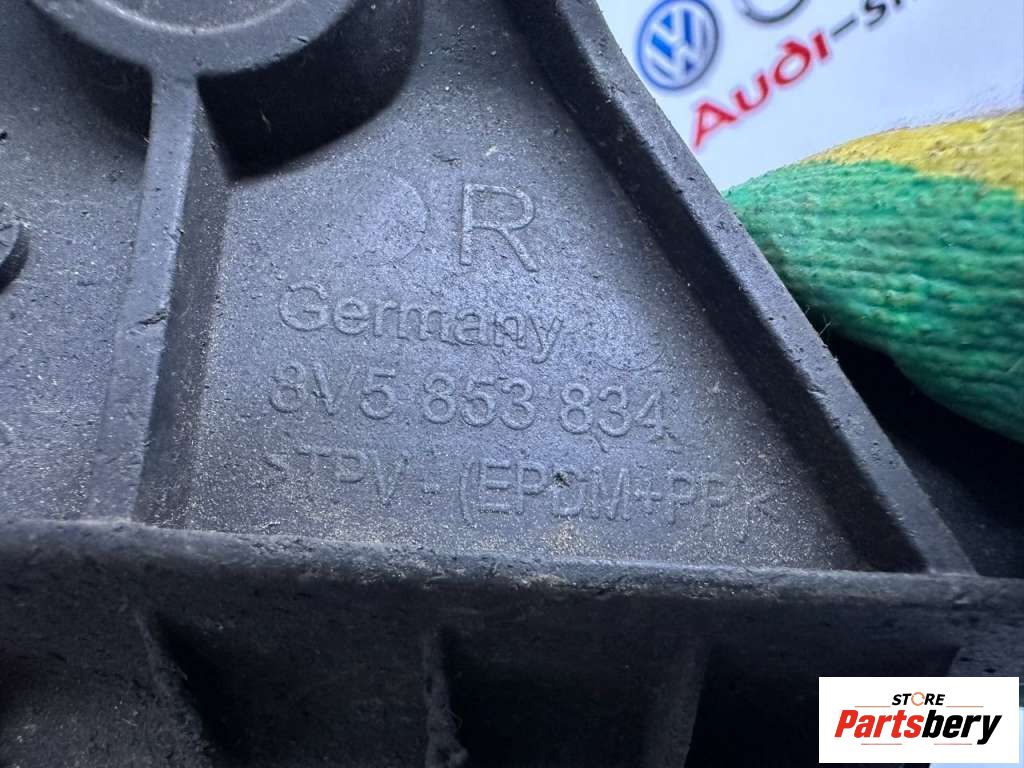 AUDI-S
R
Germany
8V5 853 834
>TPV-(EPDM+PP)<
STORE
Partsbery